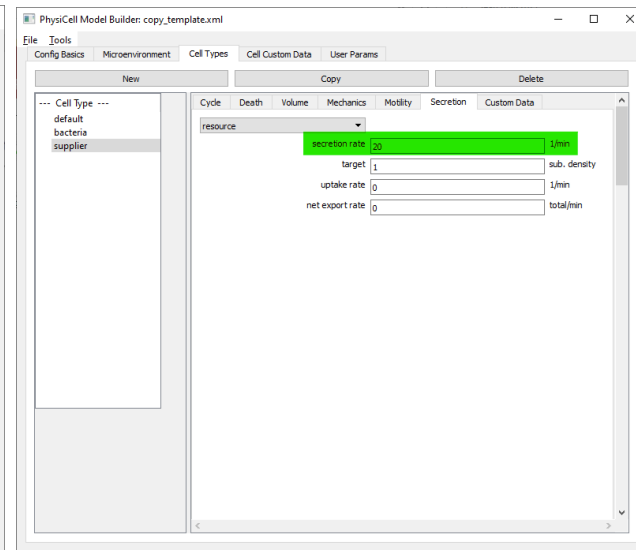 PhysiCell Model Builder: copy_template.xml
File Tools
Config Basics Microenvironment Cell Types Cell Custom Data User Params
New Copy Delete
--- Cell Type ---
default
bacteria
supplier
Cycle Death Volume Mechanics Motility Secretion Custom Data
resource
secretion rate 20 1/min
target 1 sub. density
uptake rate 0 1/min
net export rate 0 total/min